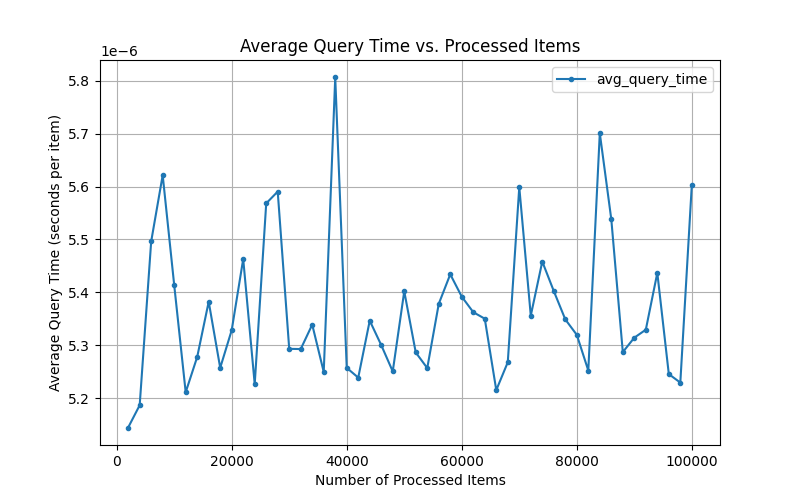 Average Query Time vs. Processed Items
1e−6
avg_query_time
5.8
5.7
5.6
5.5
5.4
5.3
5.2
Average Query Time (seconds per item)
0 20000 40000 60000 80000 100000
Number of Processed Items